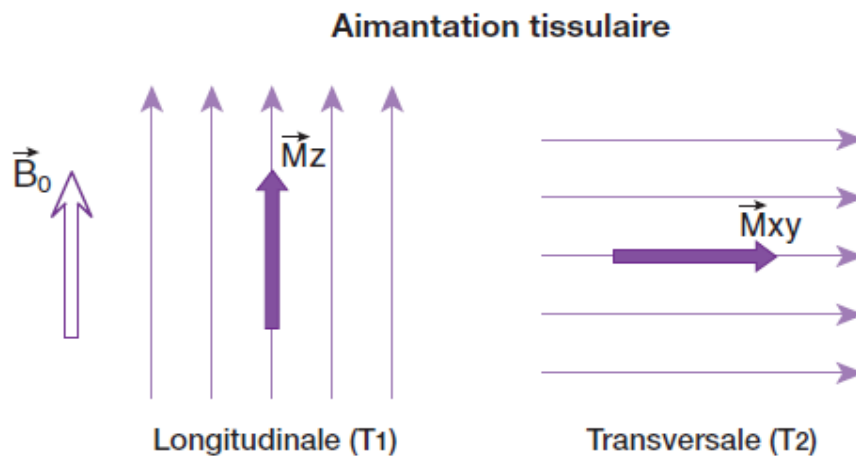 Aimantation tissulaire
B₀
Mz
Mxy
Longitudinale (T1)
Transversale (T2)